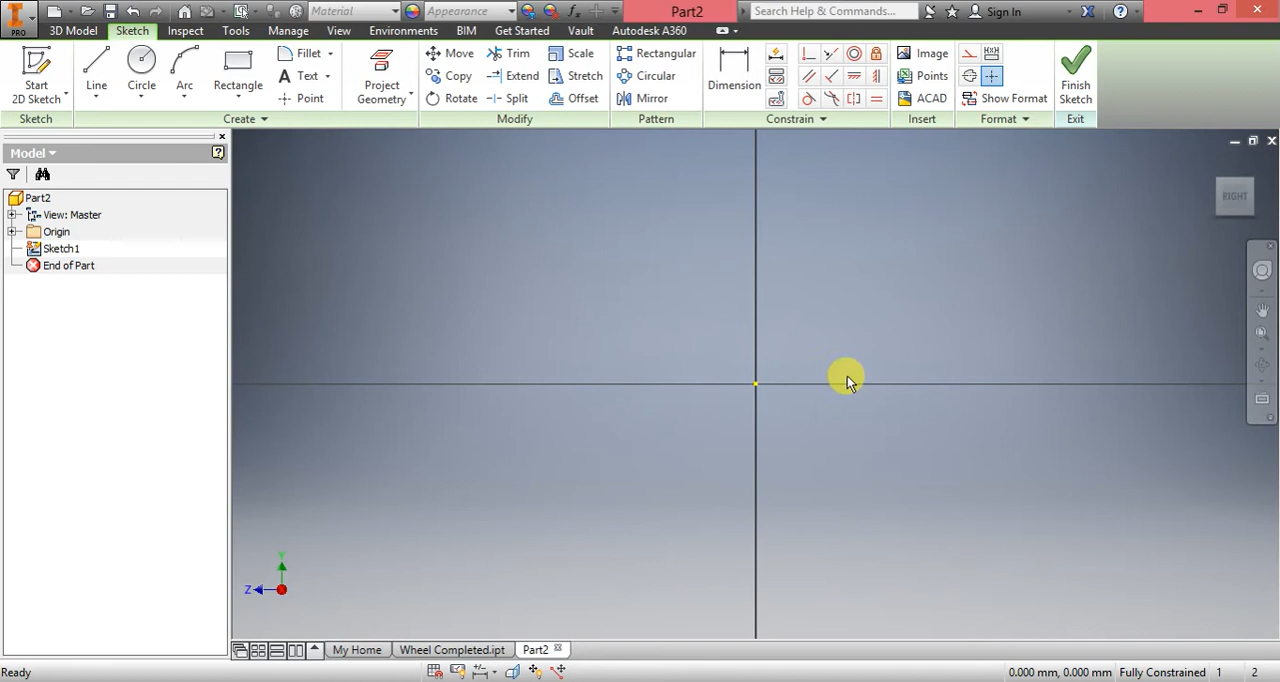 PRO
Material
Appearance
fx
Part2
Search Help & Commands...
Sign In
3D Model Sketch Inspect Tools Manage View Environments BIM Get Started Vault Autodesk A360
Start
2D Sketch
Line
Circle
Arc
Rectangle
Fillet
Text
Point
Project
Geometry
Move
Copy
Rotate
Trim
Extend
Split
Scale
Stretch
Offset
Rectangular
Circular
Mirror
Dimension
Image
Points
ACAD
Show Format
Finish
Sketch
Sketch Create Modify Pattern Constrain Insert Format Exit
Model
Part2
View: Master
Origin
Sketch1
End of Part
RIGHT
Y
Z
My Home Wheel Completed.ipt Part2
Ready
0.000 mm, 0.000 mm Fully Constrained 1 2